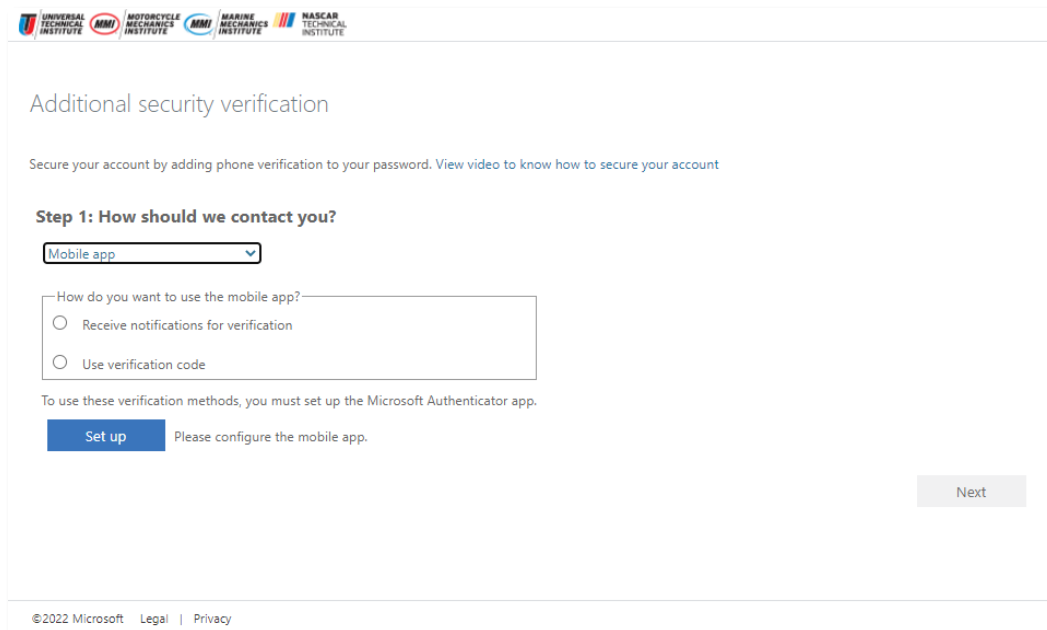 UNIVERSAL TECHNICAL INSTITUTE MMI MOTORCYCLE MECHANICS INSTITUTE MMI MARINE MECHANICS INSTITUTE NASCAR TECHNICAL INSTITUTE
Additional security verification
Secure your account by adding phone verification to your password. View video to know how to secure your account
Step 1: How should we contact you?
Mobile app
How do you want to use the mobile app?
Receive notifications for verification
Use verification code
To use these verification methods, you must set up the Microsoft Authenticator app.
Set up Please configure the mobile app.
Next
©2022 Microsoft Legal | Privacy